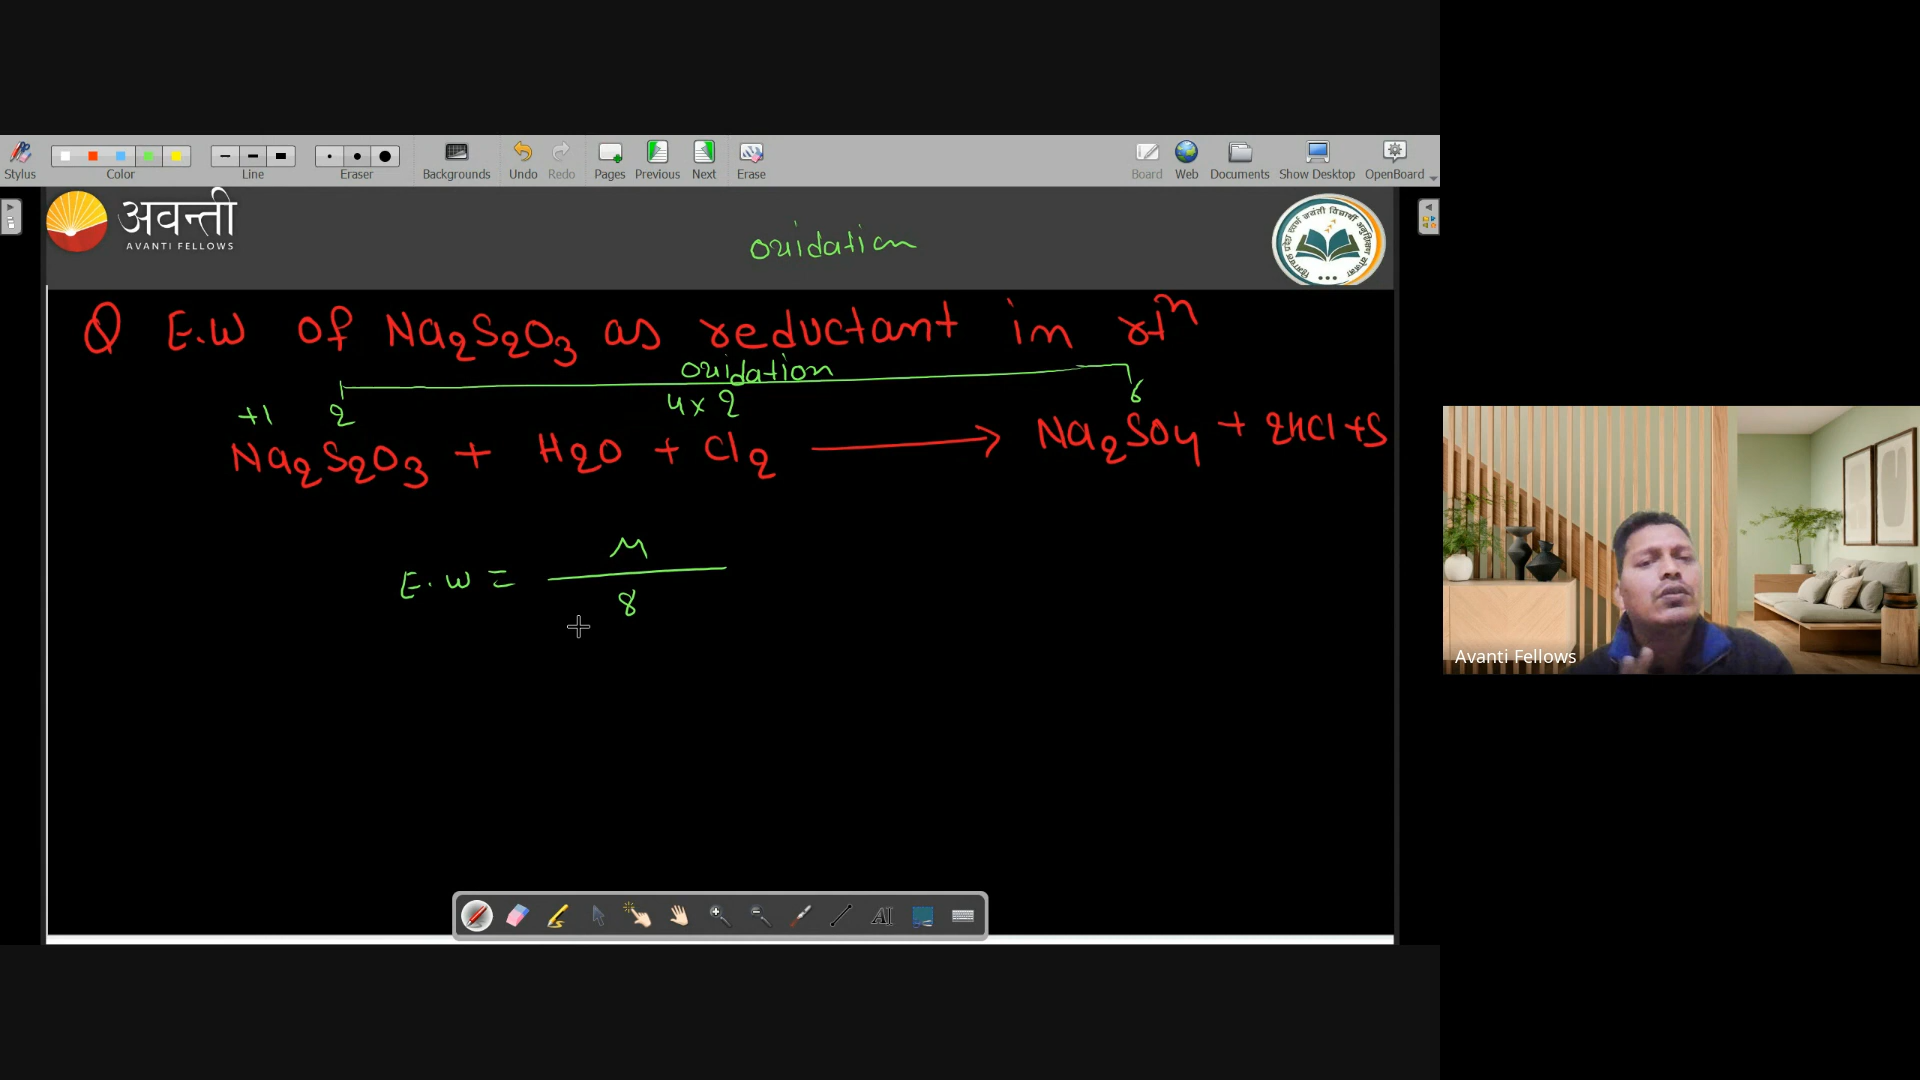 Stylus Color Line Eraser Backgrounds Undo Redo Pages Previous Next Erase Board Web Documents Show Desktop OpenBoard
अवन्ती
AVANTI FELLOWS
oxidation
Q E.W of Na2S2O3 as reductant in rxn
oxidation
+1 2 4x2 6
Na2S2O3 + H2O + Cl2 → Na2SO4 + 2HCl + S
M
E.W =
8
Avanti Fellows